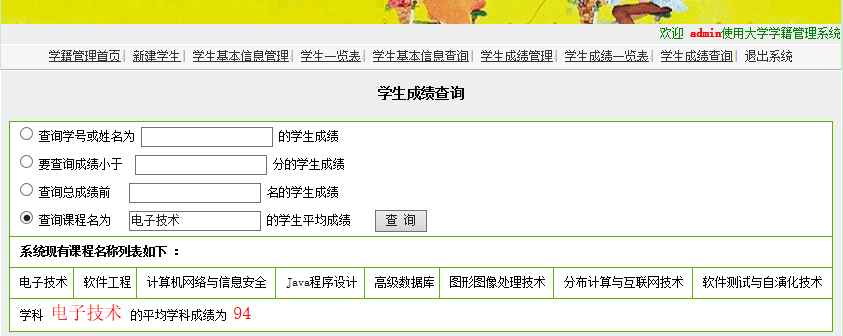 欢迎 admin使用大学学籍管理系统
学籍管理首页| 新建学生| 学生基本信息管理| 学生一览表| 学生基本信息查询| 学生成绩管理| 学生成绩一览表| 学生成绩查询| 退出系统
学生成绩查询
查询学号或姓名为 的学生成绩
要查询成绩小于 分的学生成绩
查询总成绩前 名的学生成绩
查询课程名为 电子技术 的学生平均成绩 查 询
系统现有课程名称列表如下 ：
电子技术 软件工程 计算机网络与信息安全 Java程序设计 高级数据库 图形图像处理技术 分布计算与互联网技术 软件测试与自演化技术
学科 电子技术 的平均学科成绩为 94